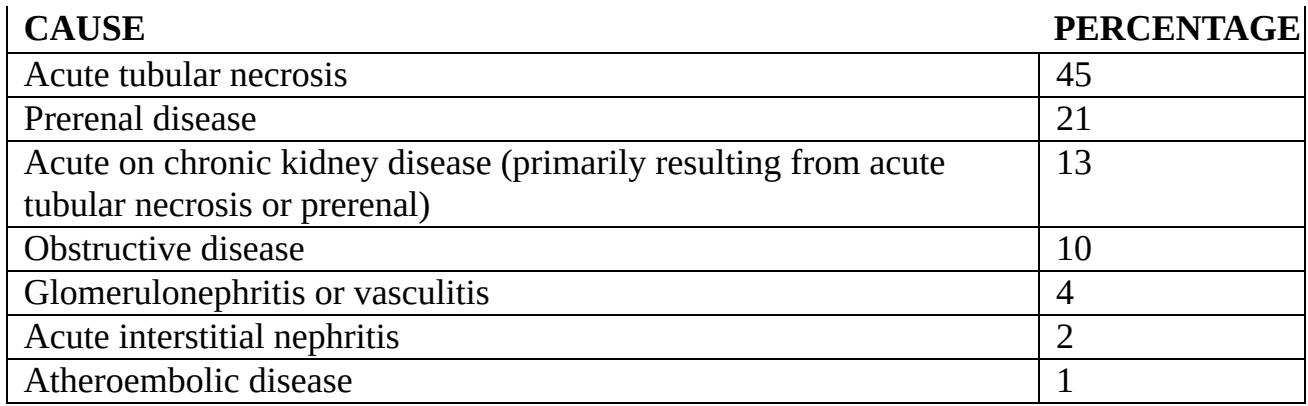 CAUSE PERCENTAGE
Acute tubular necrosis 45
Prerenal disease 21
Acute on chronic kidney disease (primarily resulting from acute 13
tubular necrosis or prerenal)
Obstructive disease 10
Glomerulonephritis or vasculitis 4
Acute interstitial nephritis 2
Atheroembolic disease 1